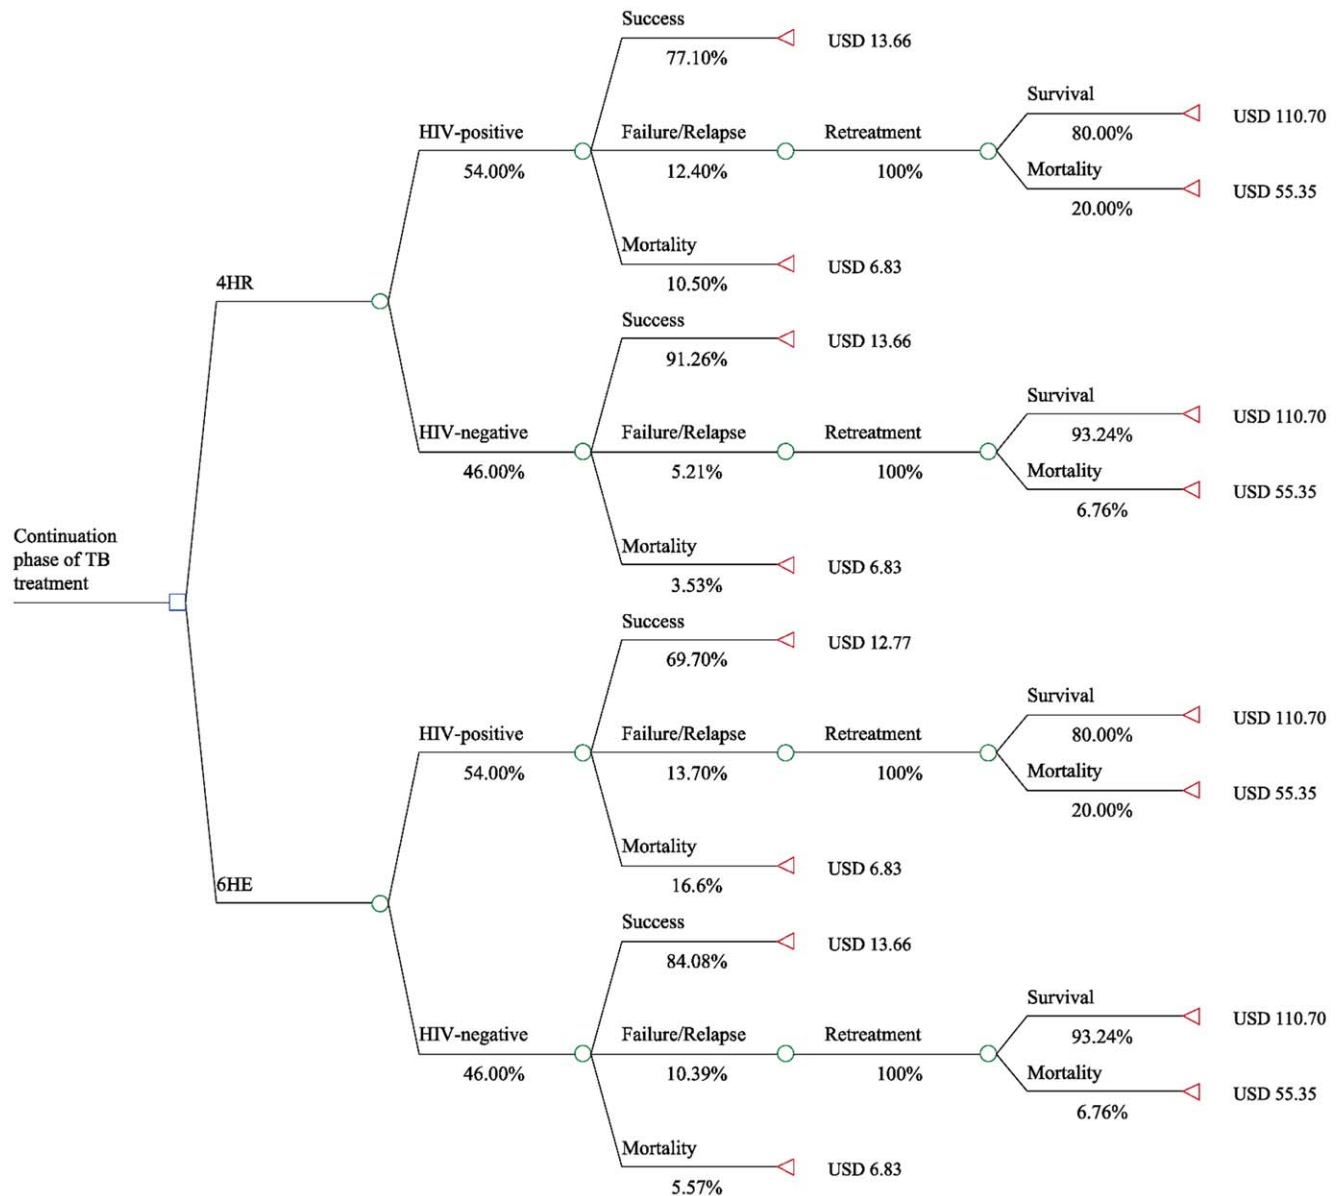 Success
77.10%
USD 13.66
HIV-positive
54.00%
Failure/Relapse
12.40%
Retreatment
100%
Survival
80.00%
USD 110.70
Mortality
20.00%
USD 55.35
Mortality
10.50%
USD 6.83
4HR
Success
91.26%
USD 13.66
HIV-negative
46.00%
Failure/Relapse
5.21%
Retreatment
100%
Survival
93.24%
USD 110.70
Mortality
6.76%
USD 55.35
Mortality
3.53%
USD 6.83
Continuation
phase of TB
treatment
Success
69.70%
USD 12.77
HIV-positive
54.00%
Failure/Relapse
13.70%
Retreatment
100%
Survival
80.00%
USD 110.70
Mortality
20.00%
USD 55.35
Mortality
16.6%
USD 6.83
6HE
Success
84.08%
USD 13.66
HIV-negative
46.00%
Failure/Relapse
10.39%
Retreatment
100%
Survival
93.24%
USD 110.70
Mortality
6.76%
USD 55.35
Mortality
5.57%
USD 6.83